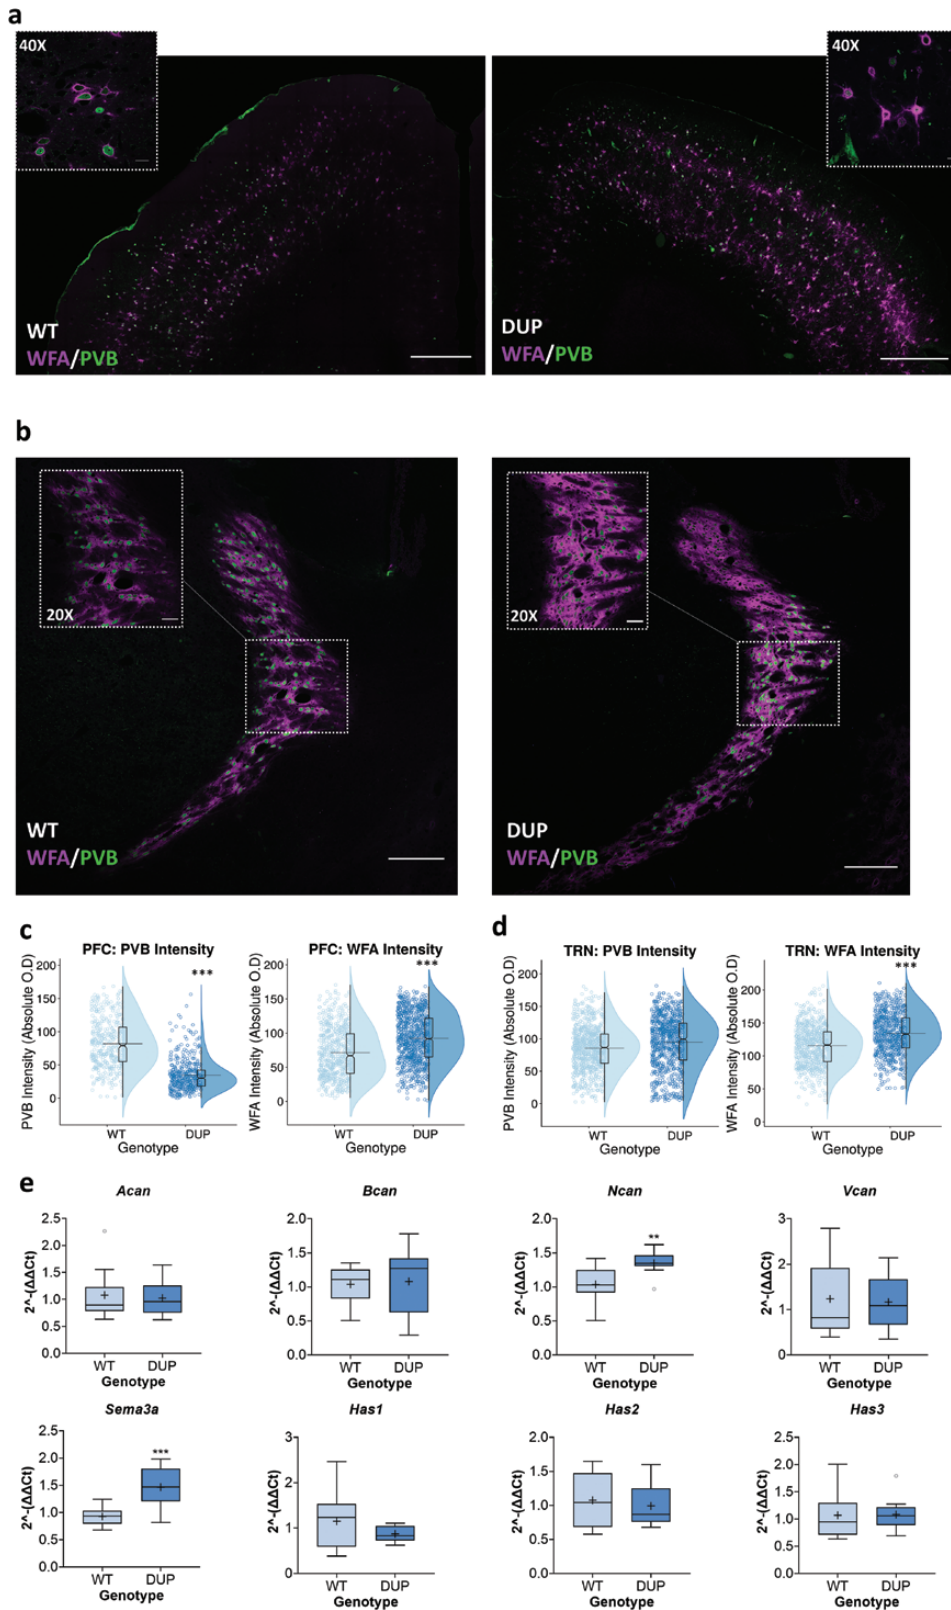 a
40X
40X
WT
WFA/PVB
DUP
WFA/PVB
b
20X
20X
WT
WFA/PVB
DUP
WFA/PVB
c
PFC: PVB Intensity
PVB Intensity (Absolute O.D)
200
150
100
50
0
***
WT
DUP
Genotype
PFC: WFA Intensity
WFA Intensity (Absolute O.D)
200
150
100
50
0
***
WT
DUP
Genotype
d
TRN: PVB Intensity
PVB Intensity (Absolute O.D)
200
150
100
50
0
WT
DUP
Genotype
TRN: WFA Intensity
WFA Intensity (Absolute O.D)
200
150
100
50
0
***
WT
DUP
Genotype
e
Acan
2^-(ΔΔCt)
2.5
2.0
1.5
1.0
0.5
0.0
WT
DUP
Genotype
Bcan
2^-(ΔΔCt)
2.0
1.5
1.0
0.5
0.0
WT
DUP
Genotype
Ncan
2^-(ΔΔCt)
2.0
1.5
1.0
0.5
0.0
**
WT
DUP
Genotype
Vcan
2^-(ΔΔCt)
3
2
1
0
WT
DUP
Genotype
Sema3a
2^-(ΔΔCt)
2.5
2.0
1.5
1.0
0.5
0.0
***
WT
DUP
Genotype
Has1
2^-(ΔΔCt)
3
2
1
0
WT
DUP
Genotype
Has2
2^-(ΔΔCt)
2.0
1.5
1.0
0.5
0.0
WT
DUP
Genotype
Has3
2^-(ΔΔCt)
2.5
2.0
1.5
1.0
0.5
0.0
WT
DUP
Genotype